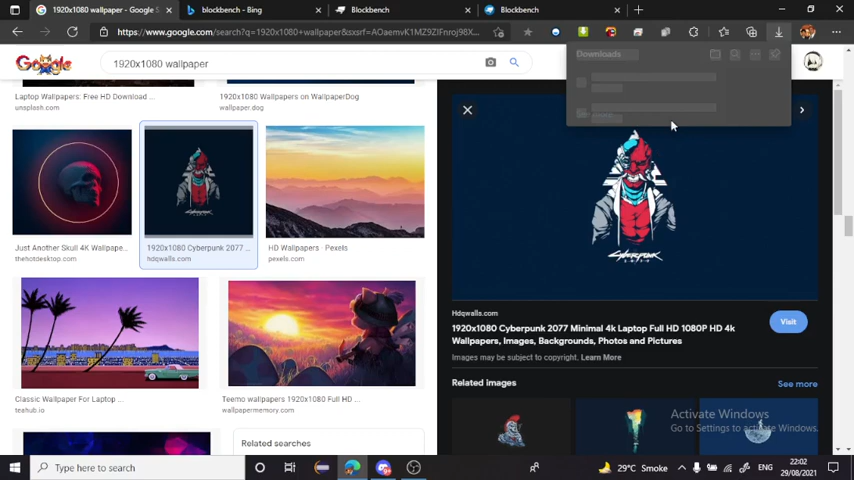 1920x1080 wallpaper - Google S
blockbench - Bing
Blockbench
Blockbench
https://www.google.com/search?q=1920x1080+wallpaper&sxsrf=AOaemvKM1MZ9ZIFnroj98X...
Downloads
Google
1920x1080 wallpaper
Laptop Wallpapers: Free HD Download ...
unsplash.com
1920x1080 Wallpapers on WallpaperDog
wallpaper.dog
Just Another Skull 4K Wallpape...
thehotdesktop.com
1920x1080 Cyberpunk 2077 ...
hdqwalls.com
HD Wallpapers · Pexels
pexels.com
Classic Wallpaper For Laptop ...
teahub.io
Teemo wallpapers 1920x1080 Full HD ...
wallpapermemory.com
Related searches
Cyberpunk
2077
Hdqwalls.com
1920x1080 Cyberpunk 2077 Minimal 4k Laptop Full HD 1080P HD 4k
Wallpapers, Images, Backgrounds, Photos and Pictures
Visit
Images may be subject to copyright. Learn More
Related images
See more
Activate Windows
Go to Settings to activate Windows.
Type here to search
29°C Smoke
ENG
22:02
29/08/2021